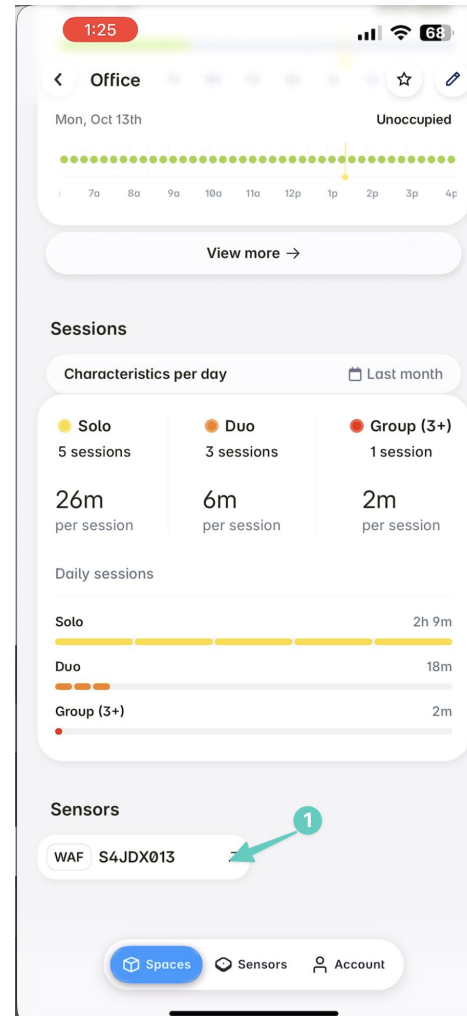 1:25
68
Office
Mon, Oct 13th Unoccupied
7a 8a 9a 10a 11a 12p 1p 2p 3p 4p
View more →
Sessions
Characteristics per day Last month
Solo Duo Group (3+)
5 sessions 3 sessions 1 session
26m 6m 2m
per session per session per session
Daily sessions
Solo 2h 9m
Duo 18m
Group (3+) 2m
Sensors
1
WAF S4JDX013
Spaces Sensors Account